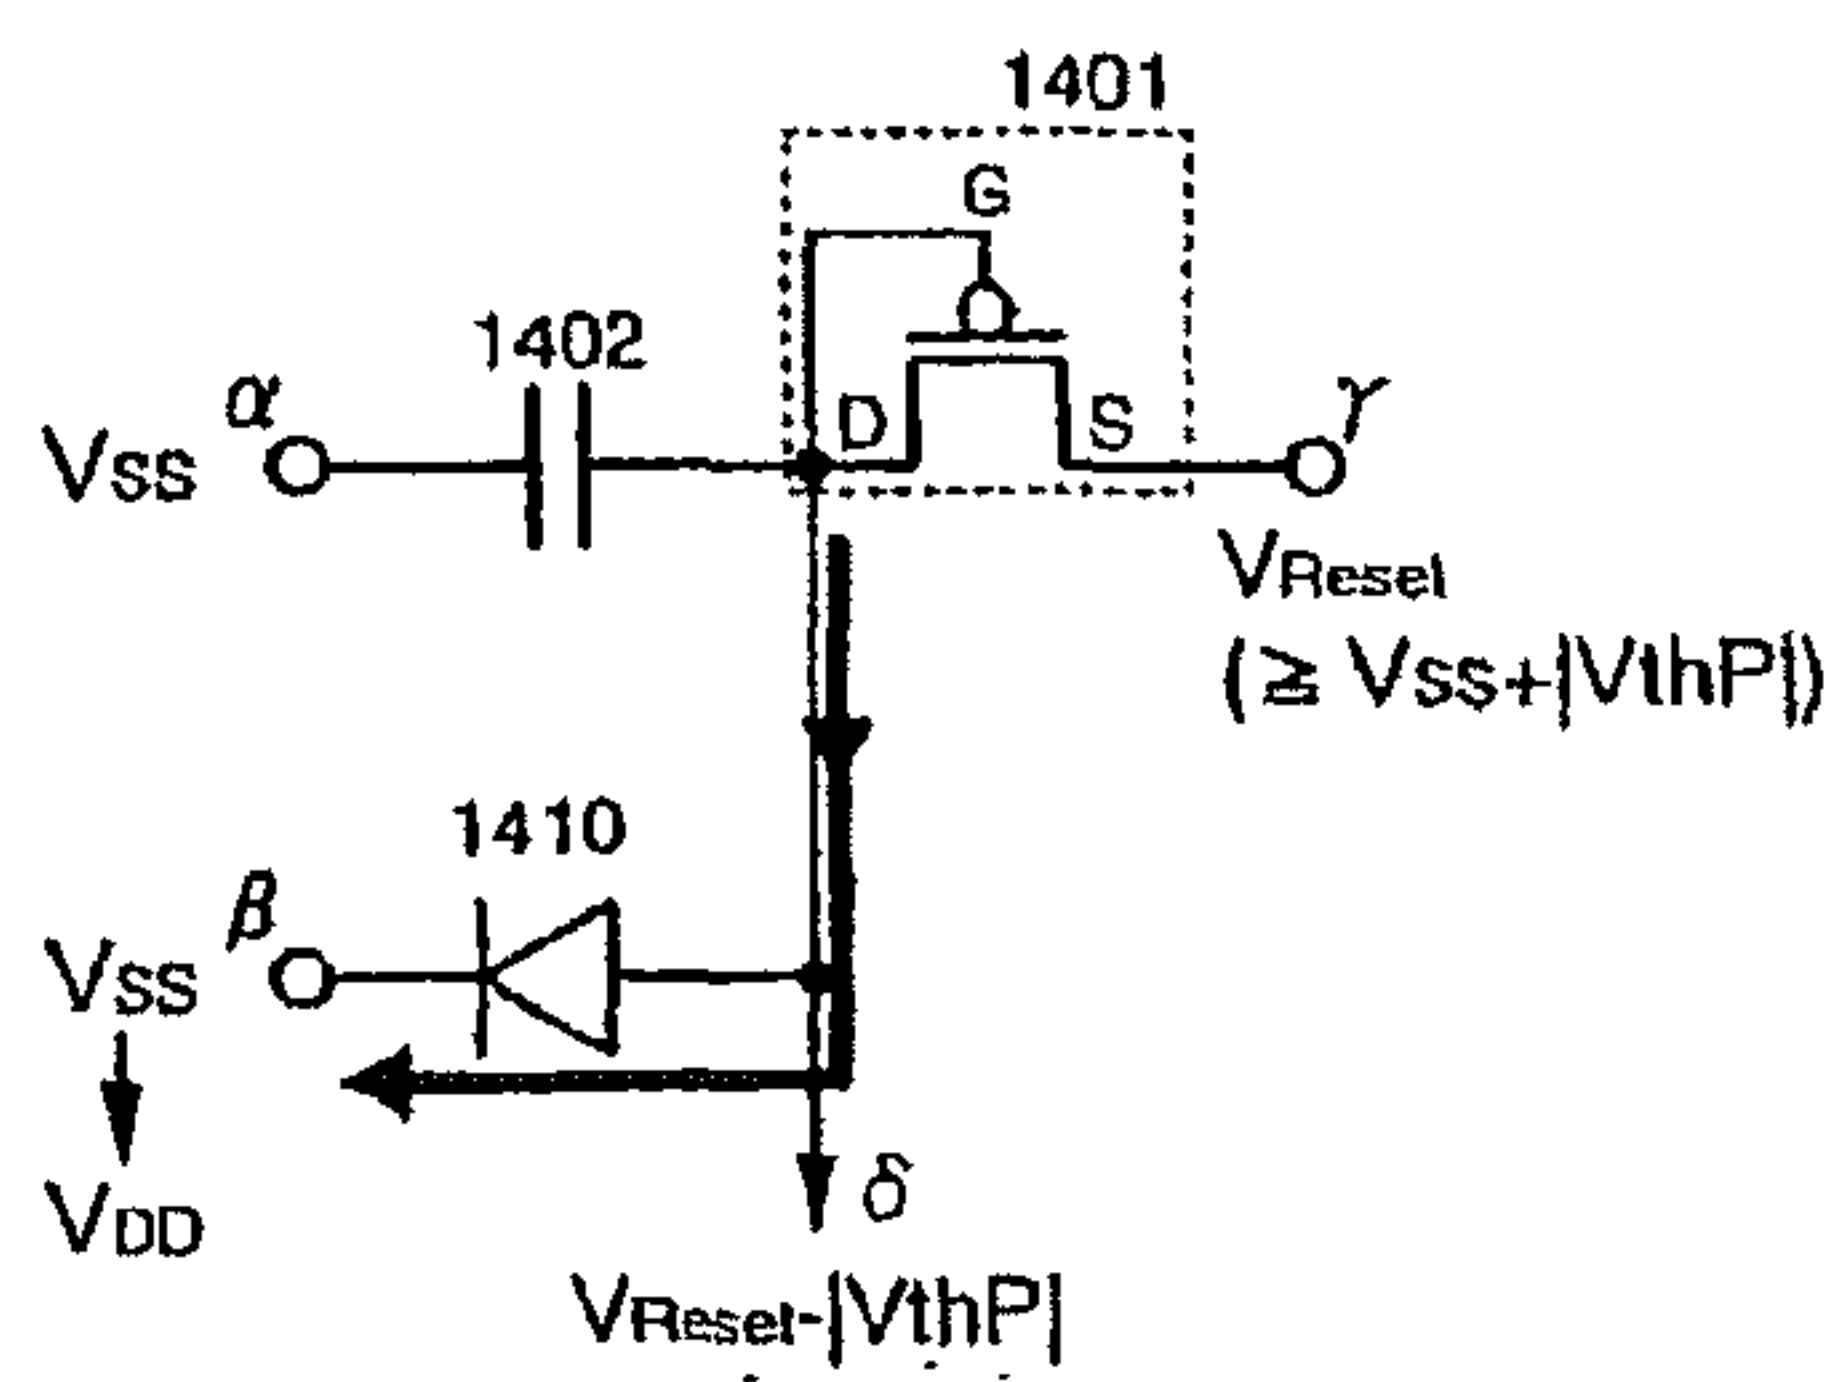 1401
G
1402
α
D
S
γ
VSS
VReset
(≧ VSS+|VthP|)
1410
β
VSS
VDD
δ
VReset-|VthP|